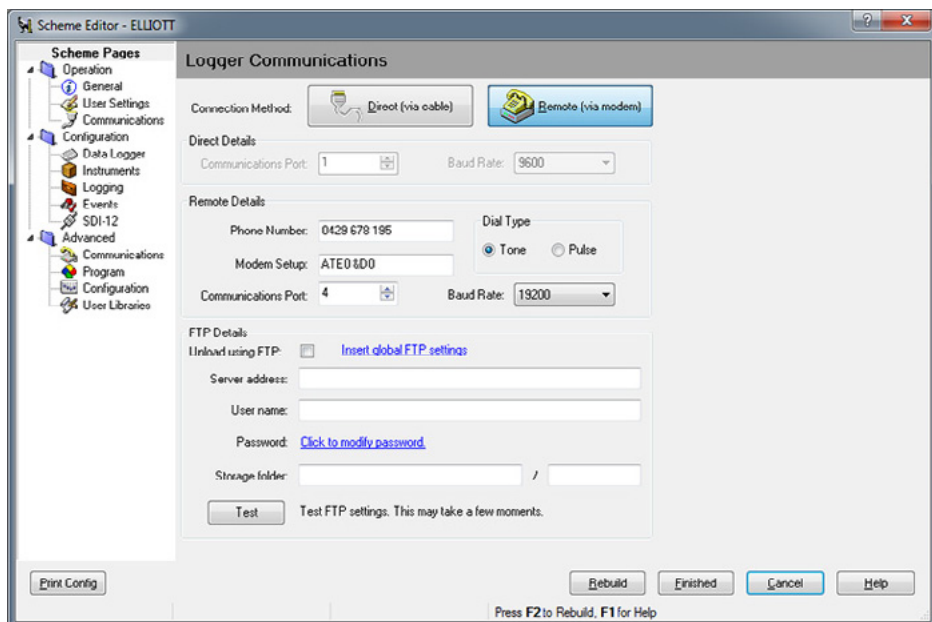 Scheme Editor - ELLIOTT
Scheme Pages
Operation
General
User Settings
Communications
Configuration
Data Logger
Instruments
Logging
Events
SDI-12
Advanced
Communications
Program
Configuration
User Libraries
Logger Communications
Connection Method:
Direct (via cable)
Remote (via modem)
Direct Details
Communications Port: 1
Baud Rate: 9600
Remote Details
Phone Number: 0429 678 195
Dial Type
Tone
Pulse
Modem Setup: ATE0 &D0
Communications Port: 4
Baud Rate: 19200
FTP Details
Unload using FTP:
Insert global FTP settings
Server address:
User name:
Password: Click to modify password.
Storage folder: /
Test
Test FTP settings. This may take a few moments.
Print Config
Rebuild
Finished
Cancel
Help
Press F2 to Rebuild, F1 for Help